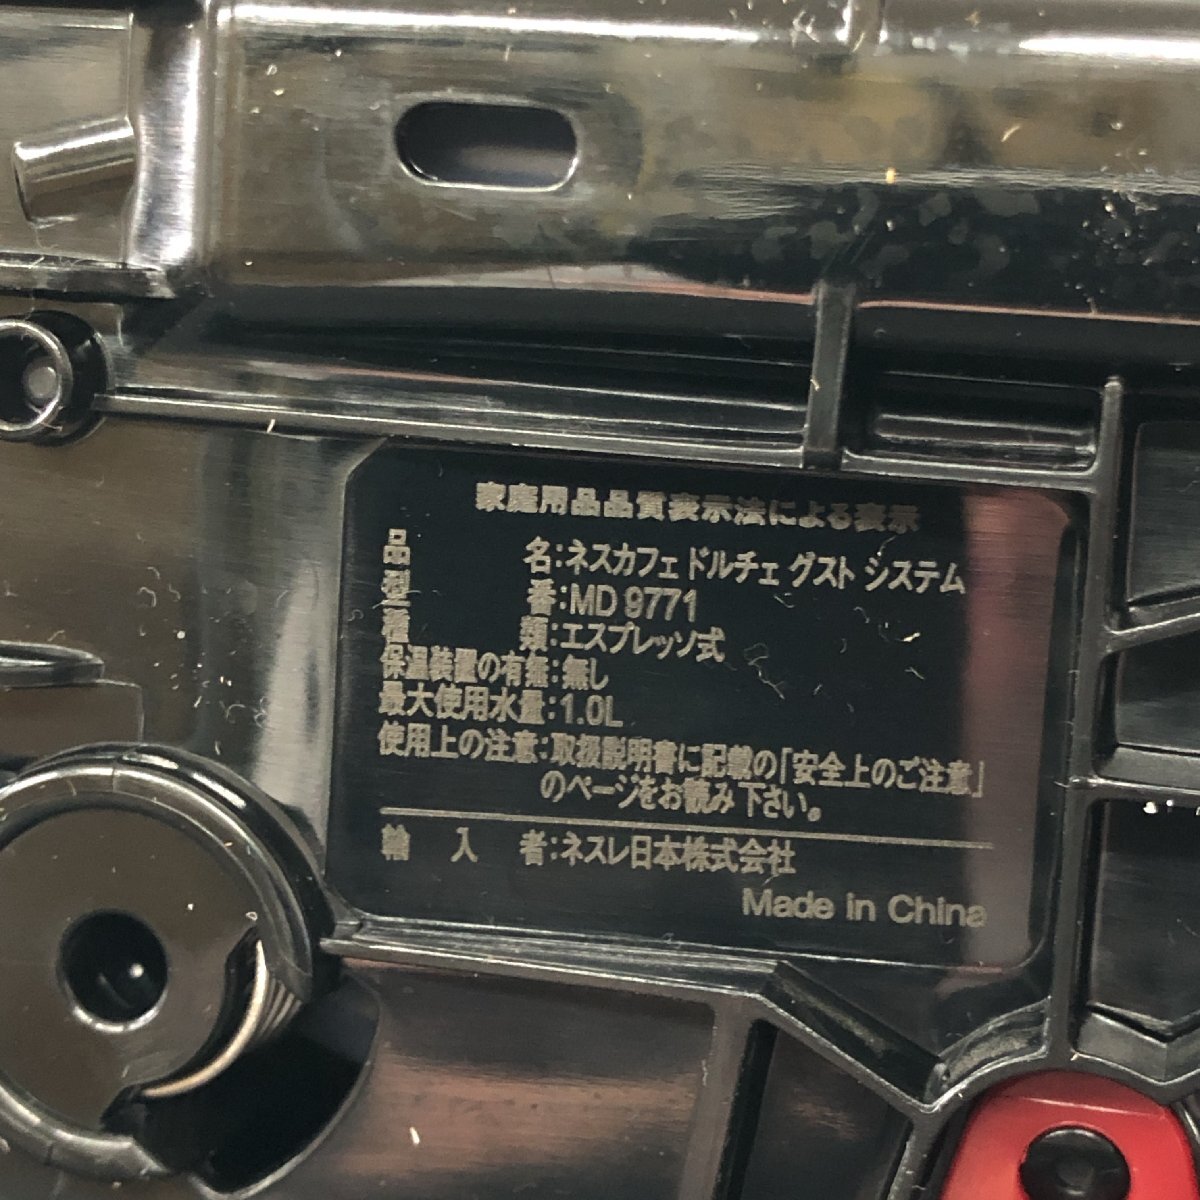 家庭用品品質表示法による表示
品名:ネスカフェ ドルチェ グスト システム
型番:MD 9771
種類:エスプレッソ式
保温装置の有無:無し
最大使用水量:1.0L
使用上の注意:取扱説明書に記載の「安全上のご注意」
のページをお読み下さい。
輸入者:ネスレ日本株式会社
Made in China